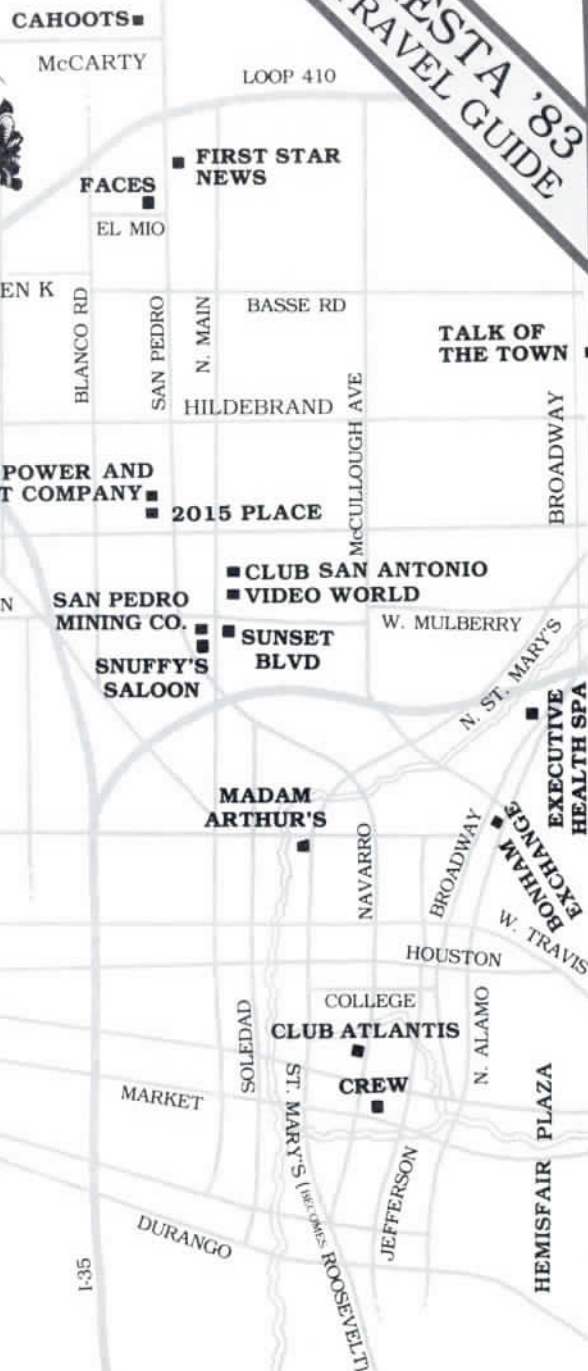 CAHOOTS
McCARTY
LOOP 410
'83
TRAVEL GUIDE
FIRST STAR
NEWS
FACES
EL MIO
BLANCO RD
SAN PEDRO
N. MAIN
BASSE RD
TALK OF
THE TOWN
HILDEBRAND
McCULLOUGH AVE
BROADWAY
POWER AND
COMPANY
2015 PLACE
CLUB SAN ANTONIO
VIDEO WORLD
SAN PEDRO
MINING CO.
SUNSET
BLVD
W. MULBERRY
SNUFFY'S
SALOON
N. ST. MARY'S
EXECUTIVE
HEALTH SPA
MADAM
ARTHUR'S
NAVARRO
BROADWAY
BONHAM
EXCHANGE
W. TRAVIS
HOUSTON
COLLEGE
CLUB ATLANTIS
SOLEDAD
N. ALAMO
CREW
MARKET
ST. MARY'S (BECOMES ROOSEVELT)
JEFFERSON
HEMISFAIR PLAZA
DURANGO
I-35